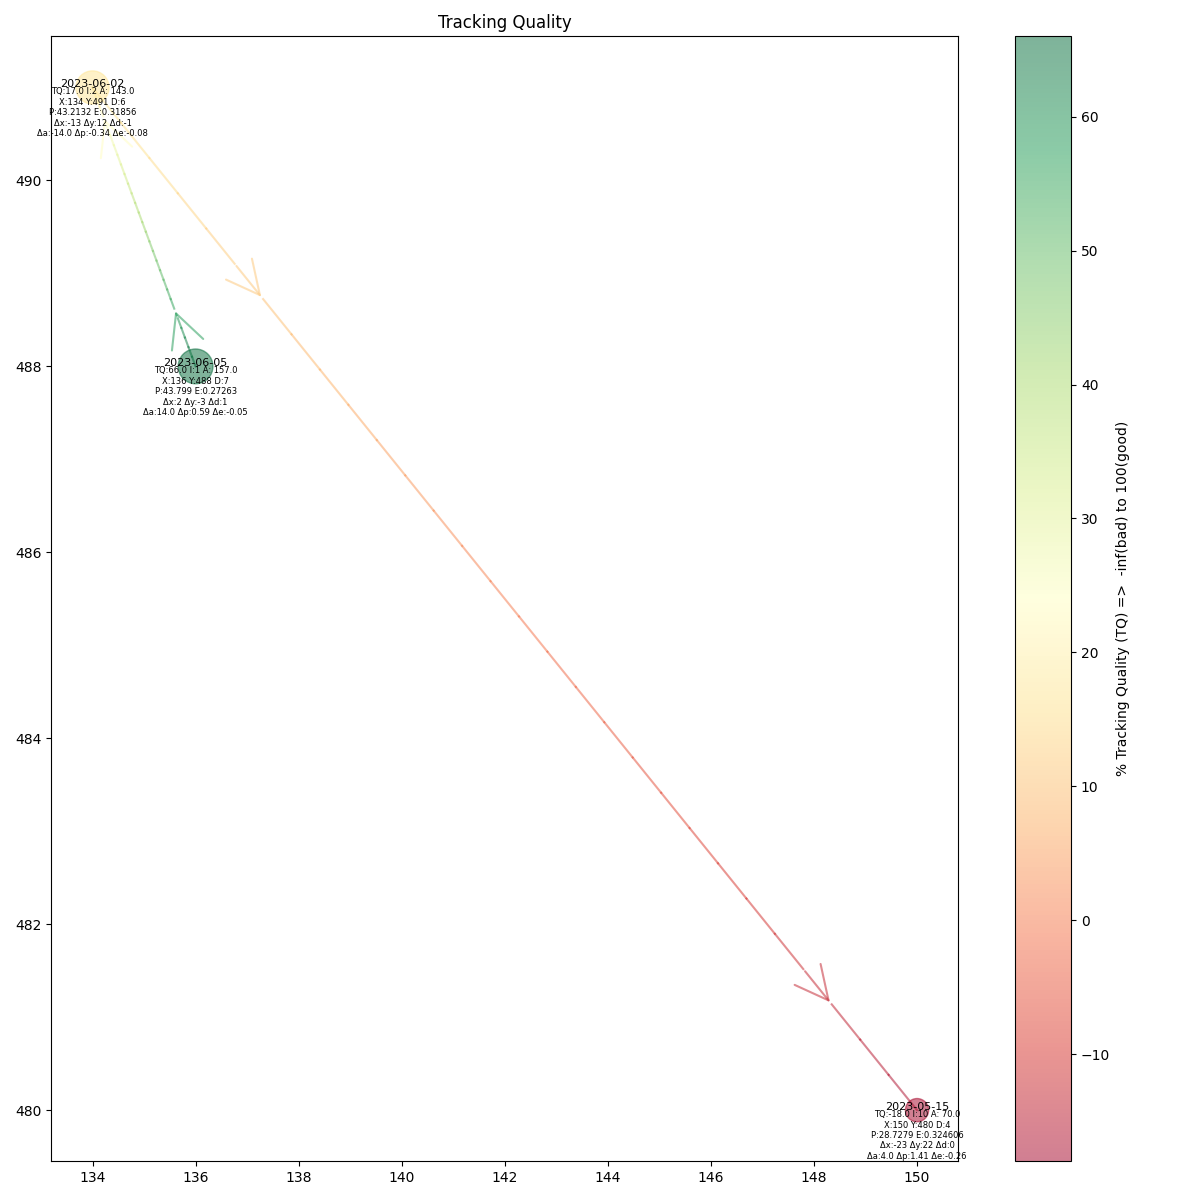 Tracking Quality
2023-06-02
TQ:17.0 I:2 A: 143.0
X:134 Y:491 D:6
P:43.2132 E:0.31856
Δx:-13 Δy:12 Δd:-1
Δa:-14.0 Δp:-0.34 Δe:-0.08
2023-06-05
TQ:66.0 I:1 A: 157.0
X:136 Y:488 D:7
P:43.799 E:0.27263
Δx:2 Δy:-3 Δd:1
Δa:14.0 Δp:0.59 Δe:-0.05
2023-05-15
TQ:-18.0 I:10 A: 70.0
X:150 Y:480 D:4
P:28.7279 E:0.324606
Δx:-23 Δy:22 Δd:0
Δa:4.0 Δp:1.41 Δe:-0.26
490
488
486
484
482
480
134 136 138 140 142 144 146 148 150
60
50
40
30
20
10
0
−10
% Tracking Quality (TQ) => -inf(bad) to 100(good)